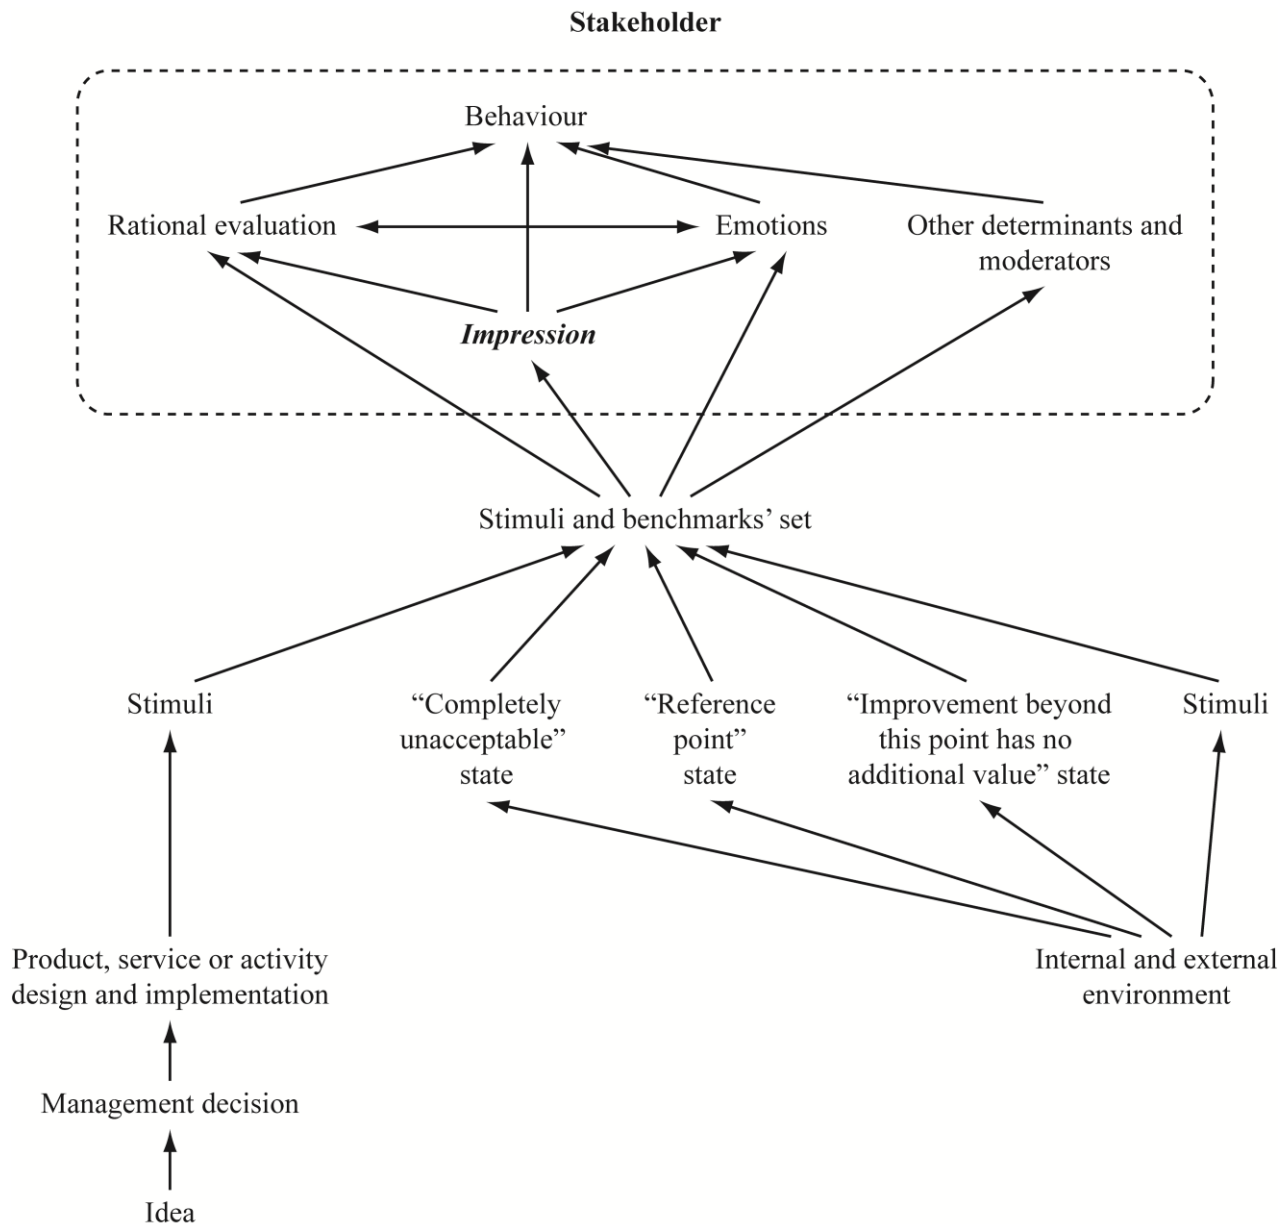 Stakeholder
Behaviour
Rational evaluation
Emotions
Other determinants and
moderators
Impression
Stimuli and benchmarks’ set
Stimuli
“Completely
unacceptable”
state
“Reference
point”
state
“Improvement beyond
this point has no
additional value” state
Stimuli
Product, service or activity
design and implementation
Internal and external
environment
Management decision
Idea